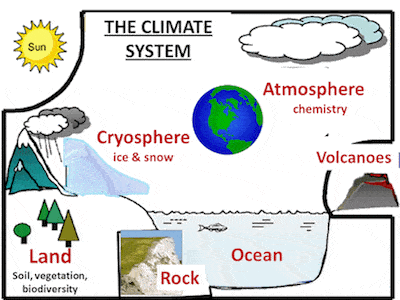 THE CLIMATE
SYSTEM
Sun
Atmosphere
chemistry
Cryosphere
ice & snow
Volcanoes
Land
Soil, vegetation,
biodiversity
Rock
Ocean